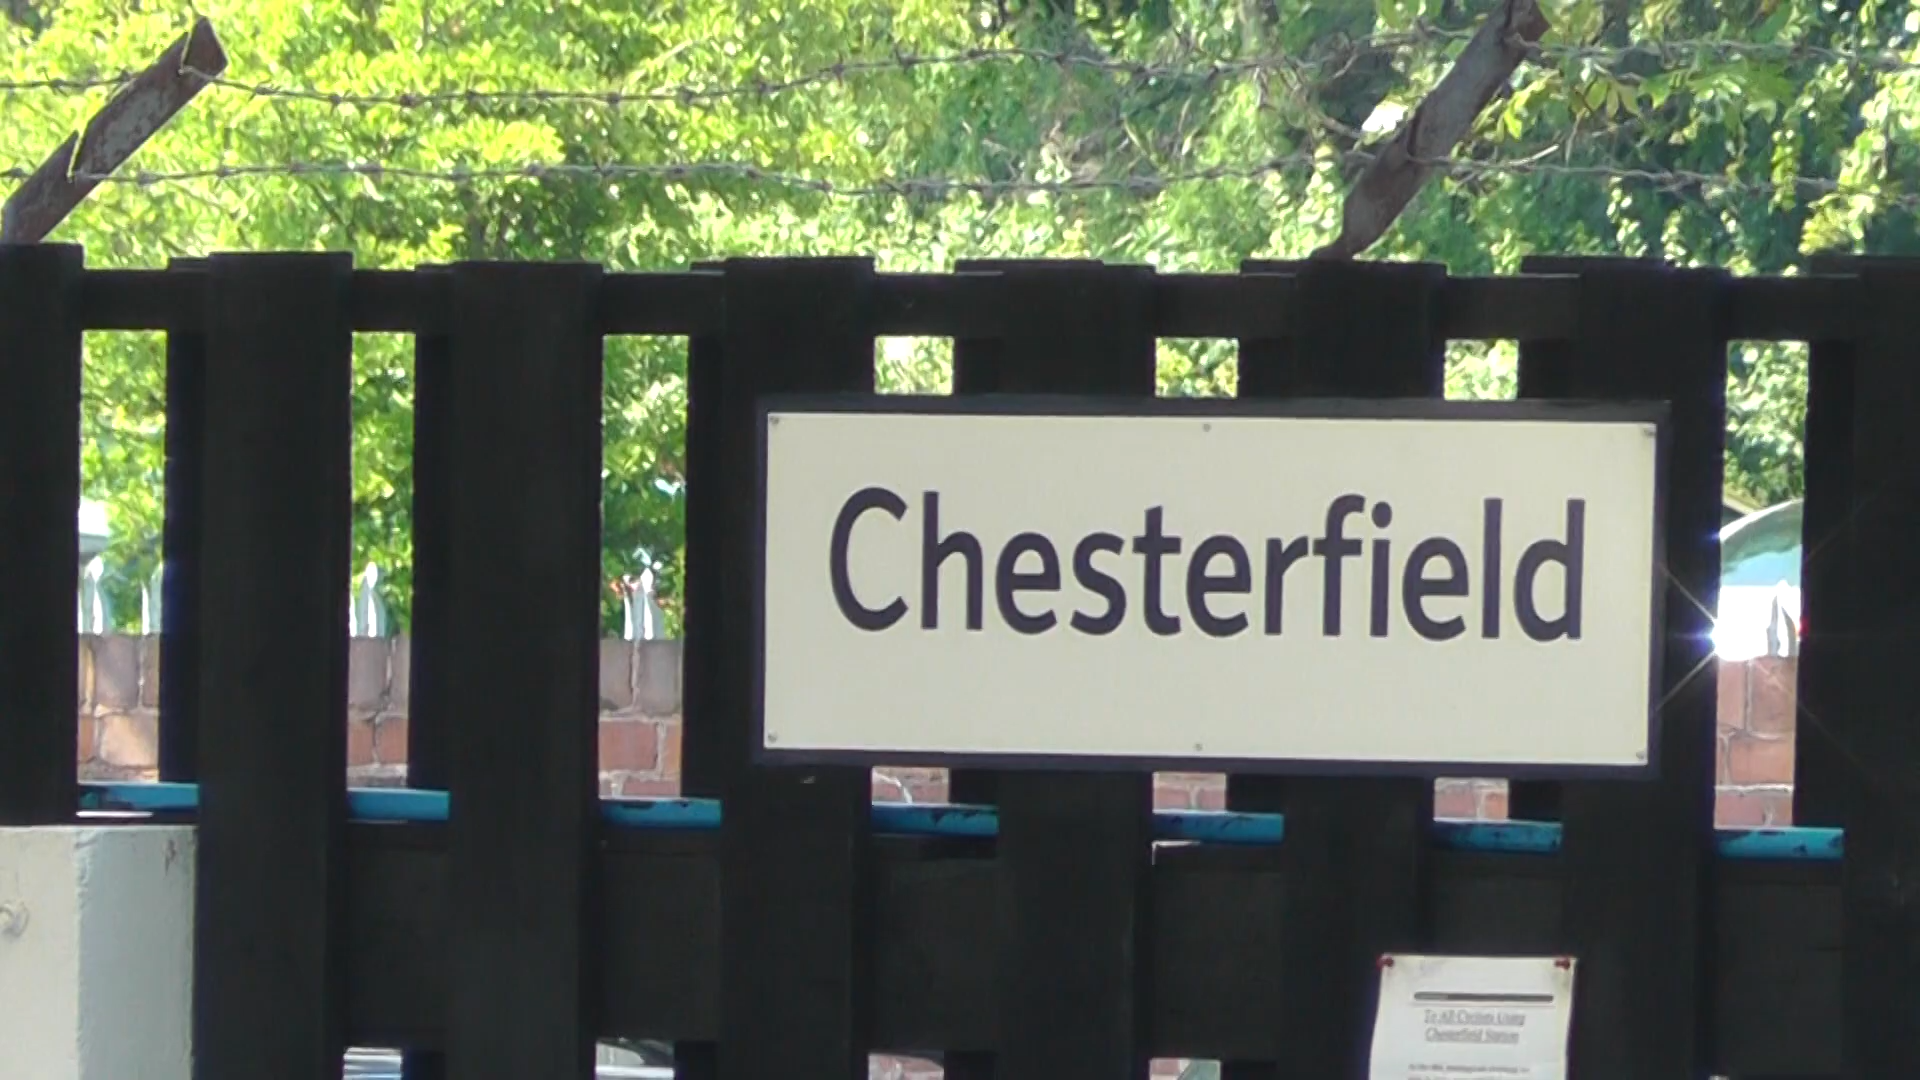 Chesterfield
To All Cyclists Using
Chesterfield Station